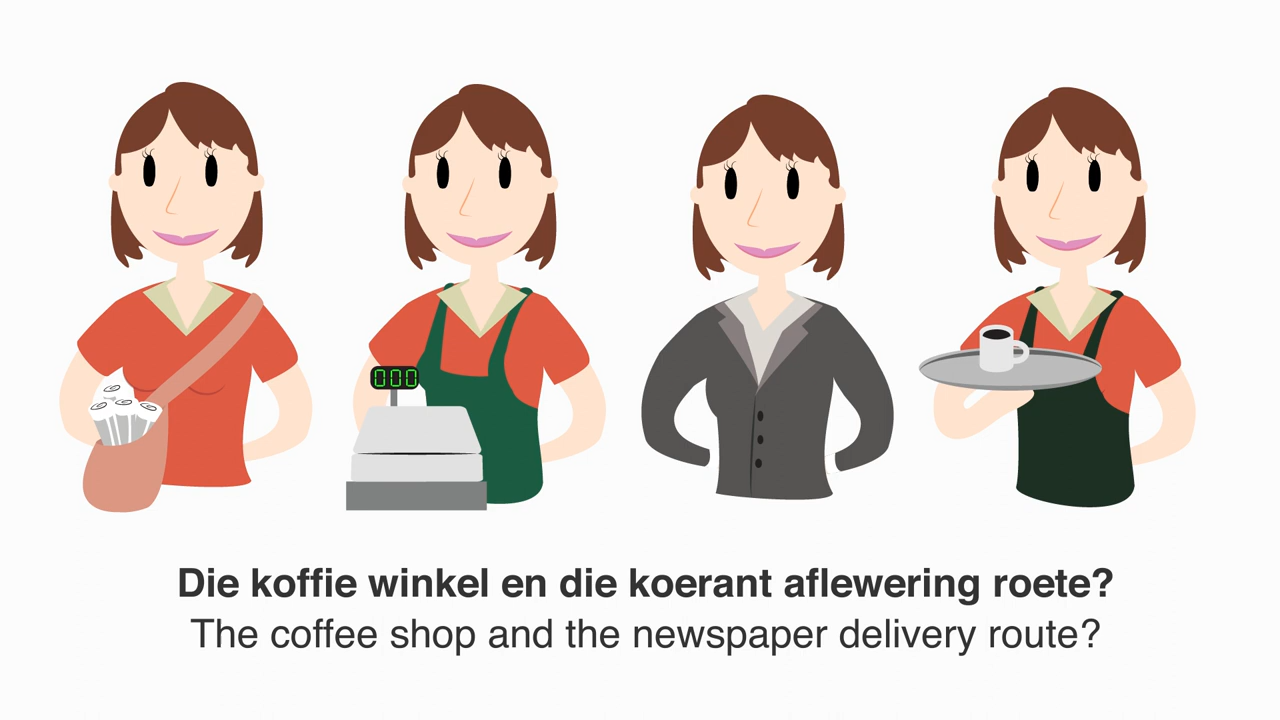 000
Die koffie winkel en die koerant aflewering roete?
The coffee shop and the newspaper delivery route?